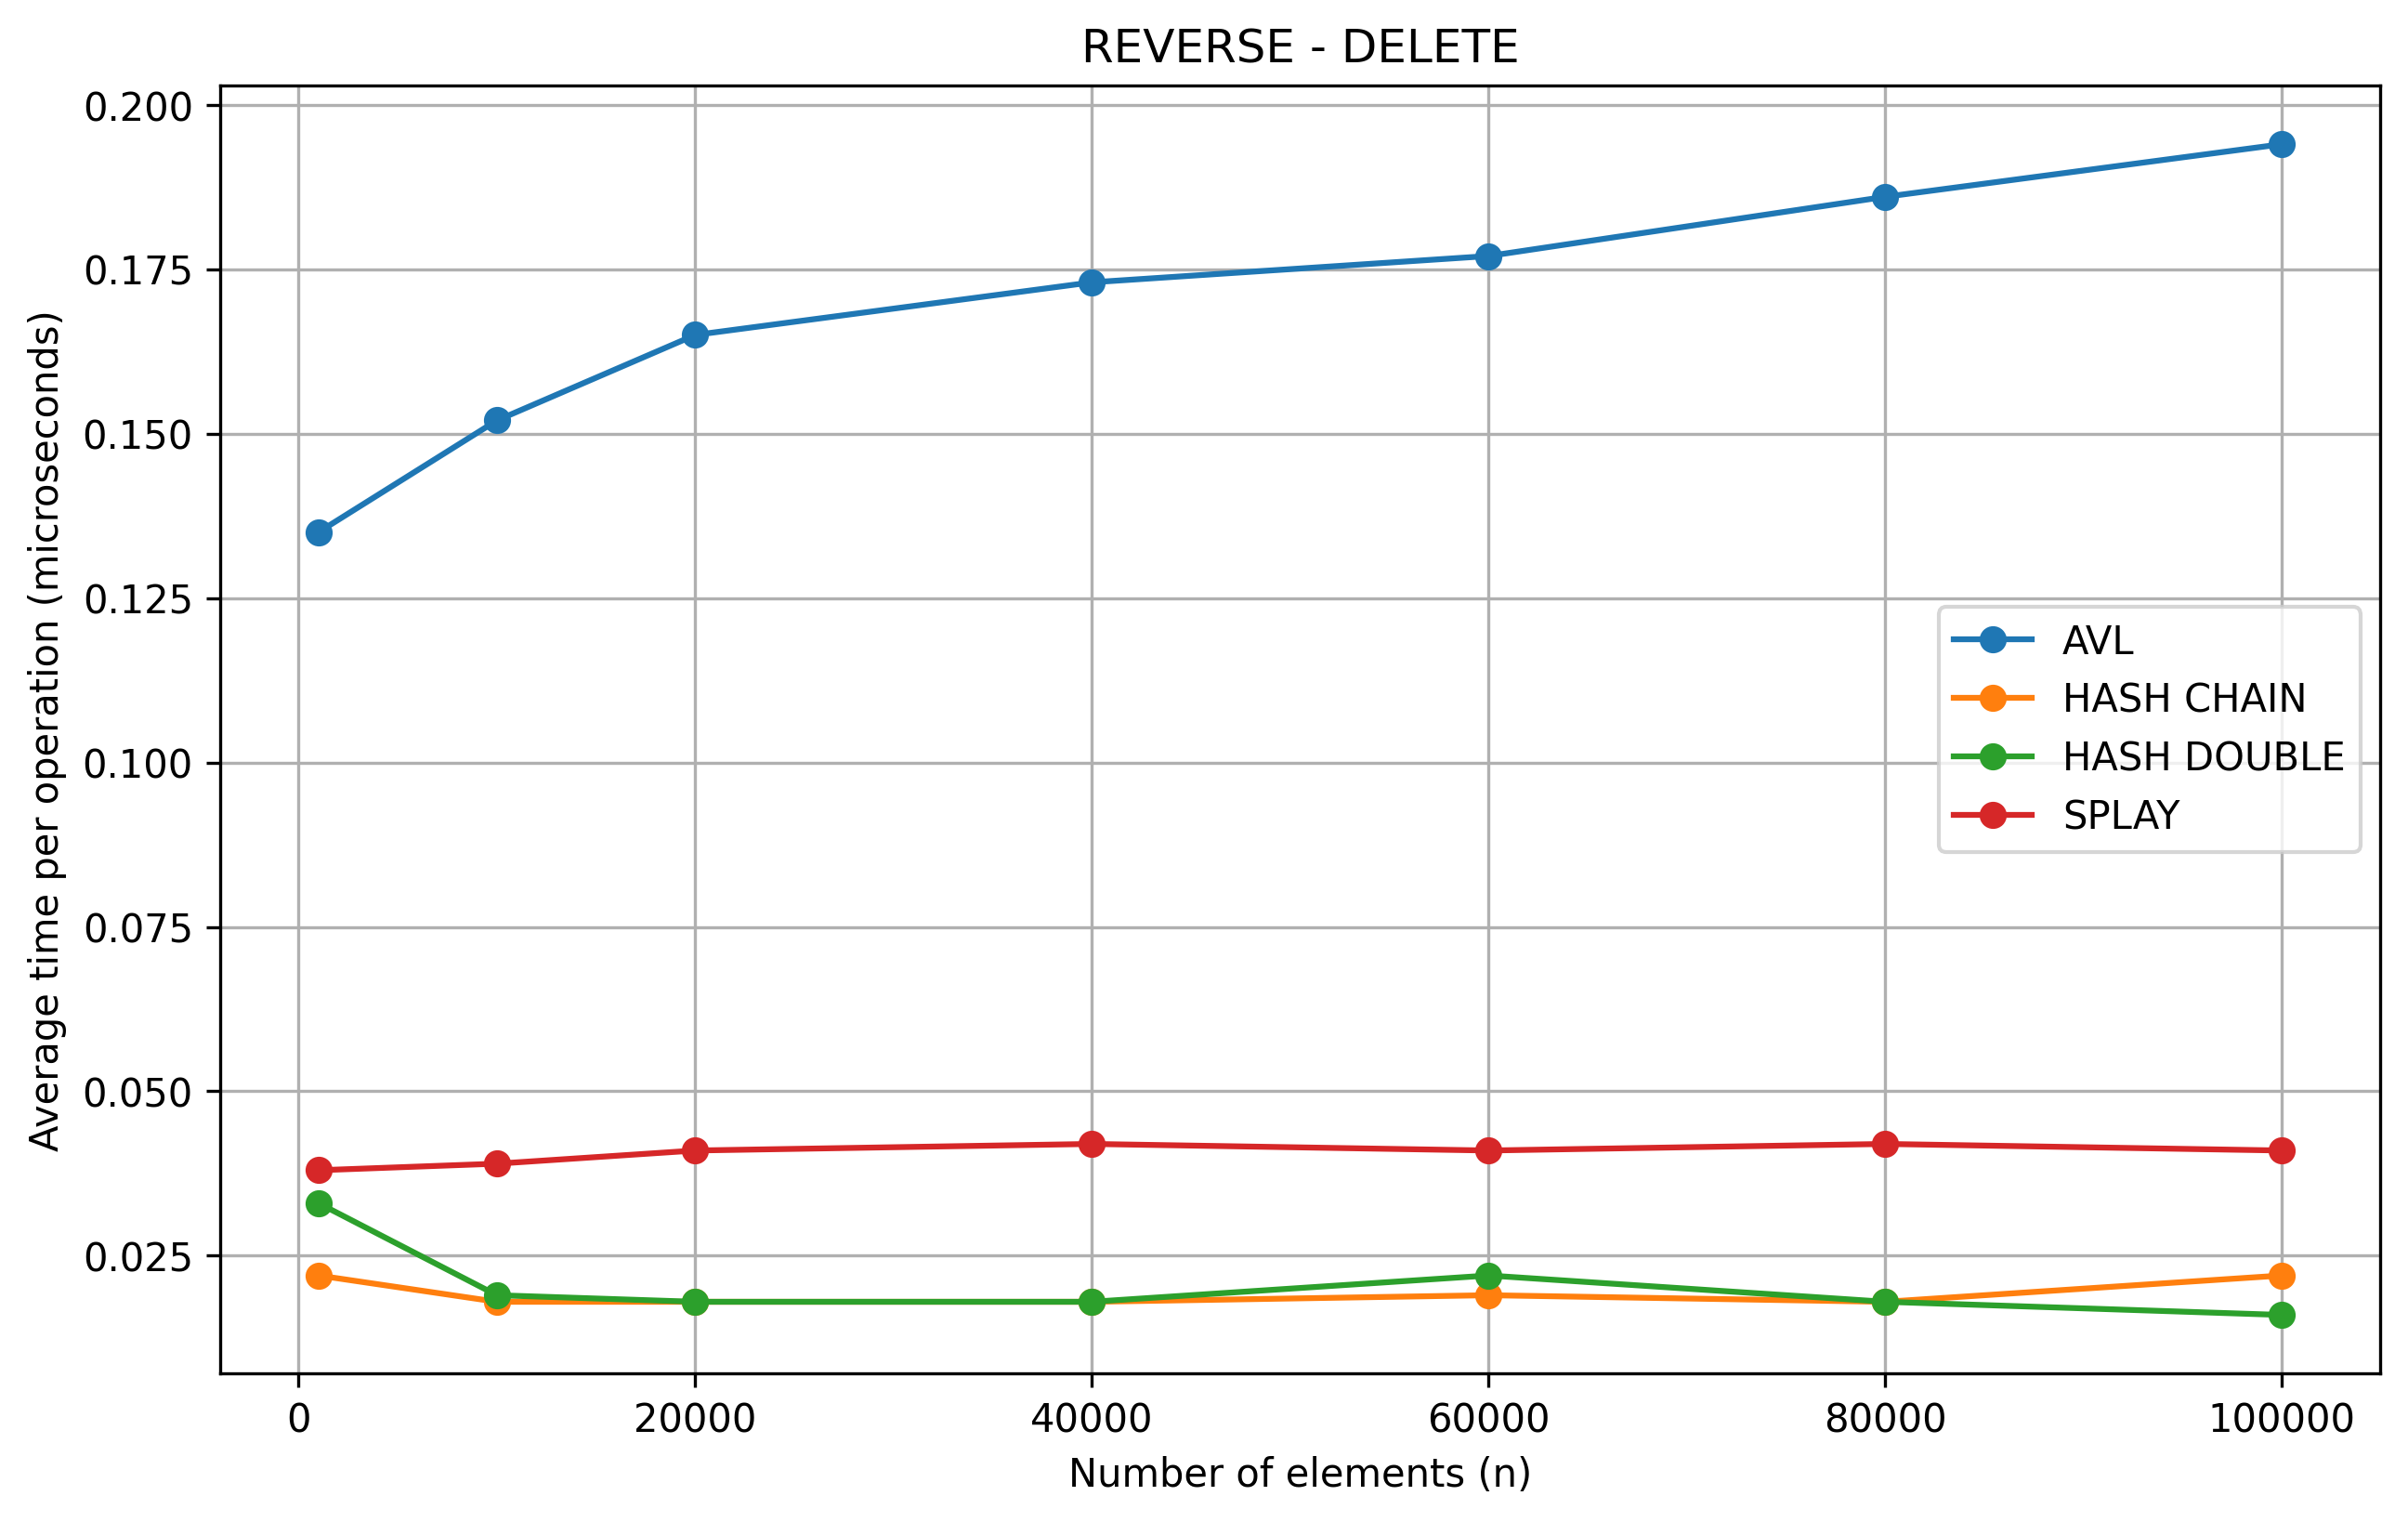 REVERSE - DELETE
Average time per operation (microseconds)
0.200
0.175
0.150
0.125
0.100
0.075
0.050
0.025
AVL
HASH CHAIN
HASH DOUBLE
SPLAY
0 20000 40000 60000 80000 100000
Number of elements (n)